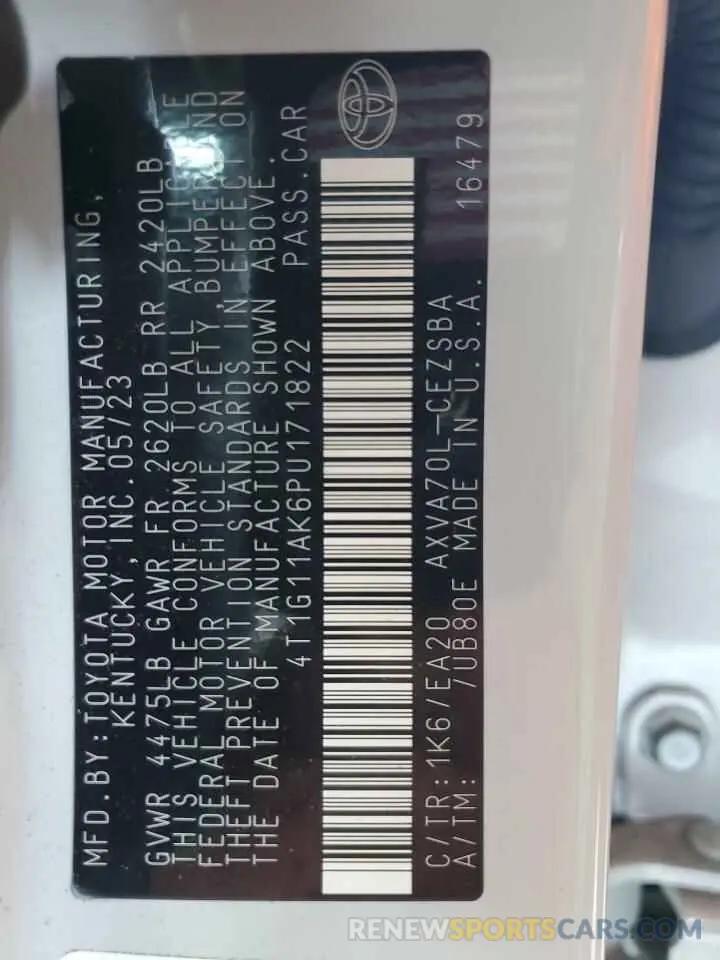 MFD.BY:TOYOTA MOTOR MANUFACTURING,
KENTUCKY,INC.05/23
GVWR 4475LB GAWR FR 2620LB RR 2420LB
THIS VEHICLE CONFORMS TO ALL APPLICABLE
FEDERAL MOTOR VEHICLE SAFETY,BUMPER,AND
THEFT PREVENTION STANDARDS IN EFFECT ON
THE DATE OF MANUFACTURE SHOWN ABOVE.
4T1G11AK6PU171822 PASS.CAR
C/TR:1K6/EA20 AXVA70L-CEZSBA
A/TM: /UB80E MADE IN U.S.A. 16479
RENEWSPORTSCARS.COM